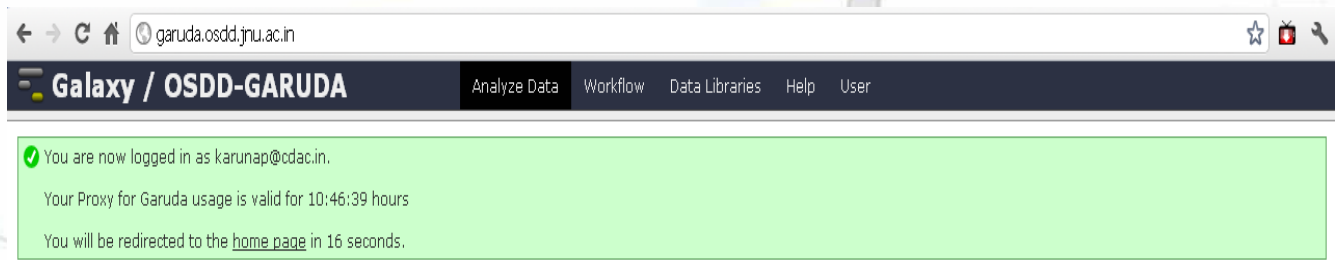 garuda.osdd.jnu.ac.in
Galaxy / OSDD-GARUDA Analyze Data Workflow Data Libraries Help User
You are now logged in as karunap@cdac.in.
Your Proxy for Garuda usage is valid for 10:46:39 hours
You will be redirected to the home page in 16 seconds.